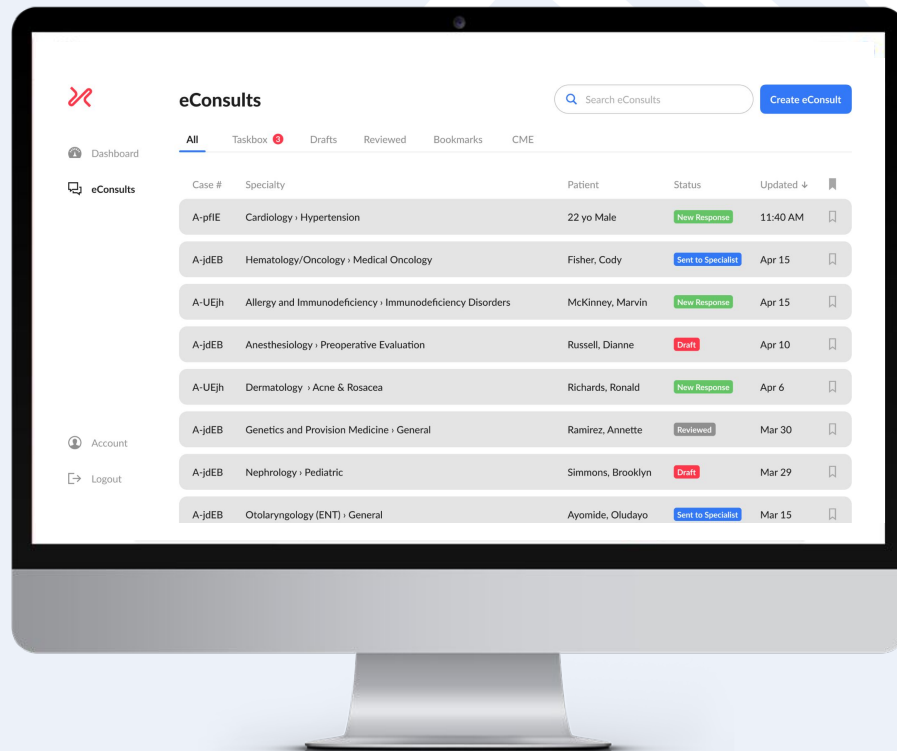 eConsults
Search eConsults
Create eConsult
All Taskbox 3 Drafts Reviewed Bookmarks CME
Dashboard
eConsults
Case # Specialty Patient Status Updated ↓
A-pfIE Cardiology › Hypertension 22 yo Male New Response 11:40 AM
A-jdEB Hematology/Oncology › Medical Oncology Fisher, Cody Sent to Specialist Apr 15
A-UEjh Allergy and Immunodeficiency › Immunodeficiency Disorders McKinney, Marvin New Response Apr 15
A-jdEB Anesthesiology › Preoperative Evaluation Russell, Dianne Draft Apr 10
A-UEjh Dermatology › Acne & Rosacea Richards, Ronald New Response Apr 6
A-jdEB Genetics and Provision Medicine › General Ramirez, Annette Reviewed Mar 30
Account
A-jdEB Nephrology › Pediatric Simmons, Brooklyn Draft Mar 29
Logout
A-jdEB Otolaryngology (ENT) › General Ayomide, Oludayo Sent to Specialist Mar 15